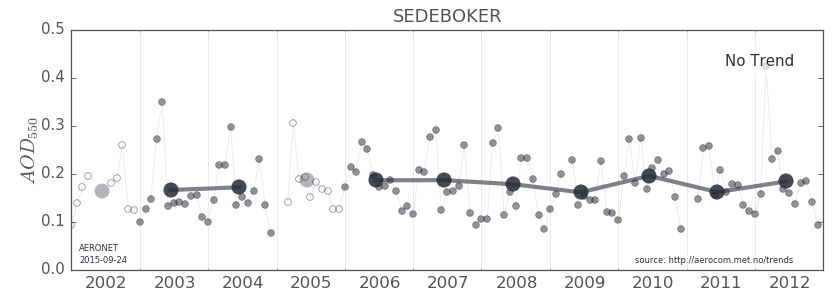 SEDEBOKER
No Trend
AOD550
0.5
0.4
0.3
0.2
0.1
0.0
AERONET
2015-09-24
source: http://aerocom.met.no/trends
2002 2003 2004 2005 2006 2007 2008 2009 2010 2011 2012